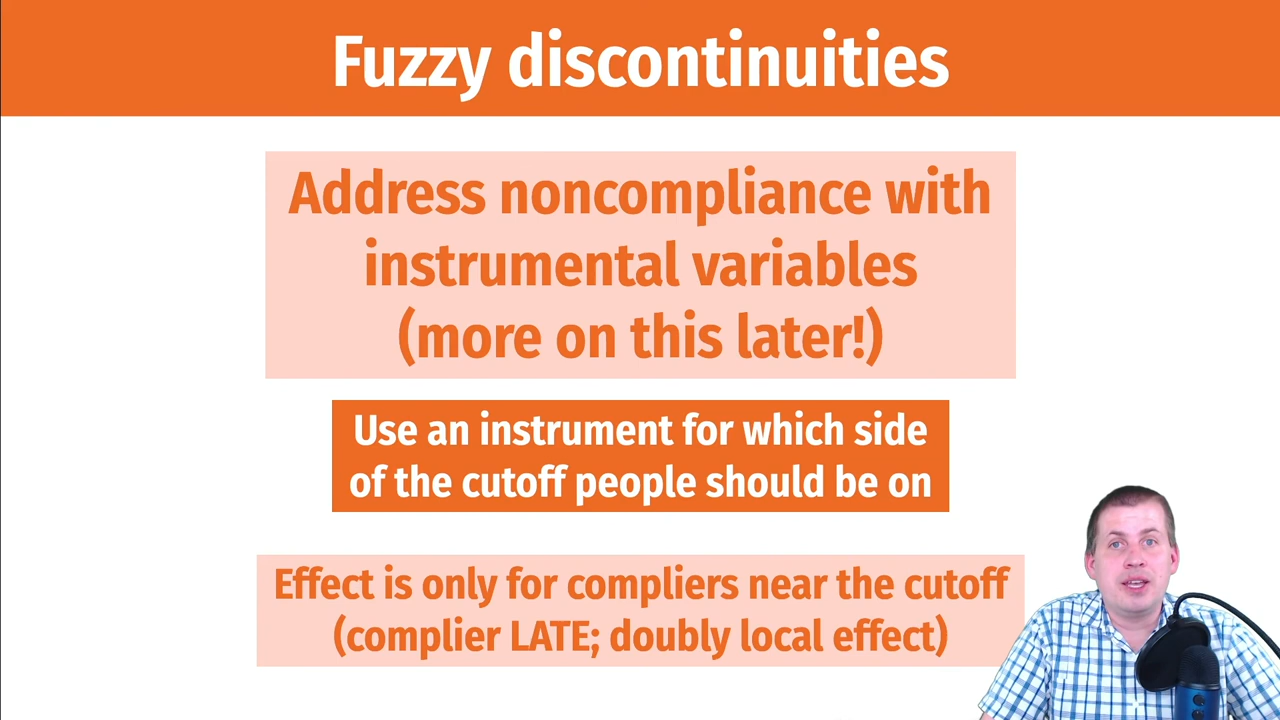 Fuzzy discontinuities
Address noncompliance with
instrumental variables
(more on this later!)
Use an instrument for which side
of the cutoff people should be on
Effect is only for compliers near the cutoff
(complier LATE; doubly local effect)